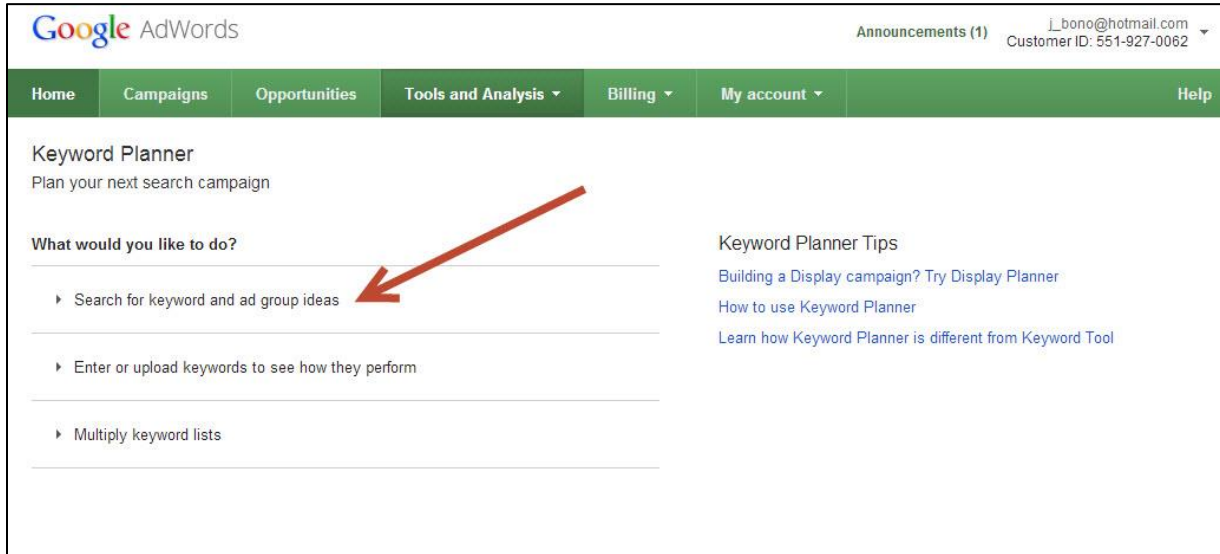 Google AdWords
Announcements (1)
j_bono@hotmail.com
Customer ID: 551-927-0062
Home Campaigns Opportunities Tools and Analysis Billing My account Help
Keyword Planner
Plan your next search campaign
What would you like to do?
Search for keyword and ad group ideas
Enter or upload keywords to see how they perform
Multiply keyword lists
Keyword Planner Tips
Building a Display campaign? Try Display Planner
How to use Keyword Planner
Learn how Keyword Planner is different from Keyword Tool